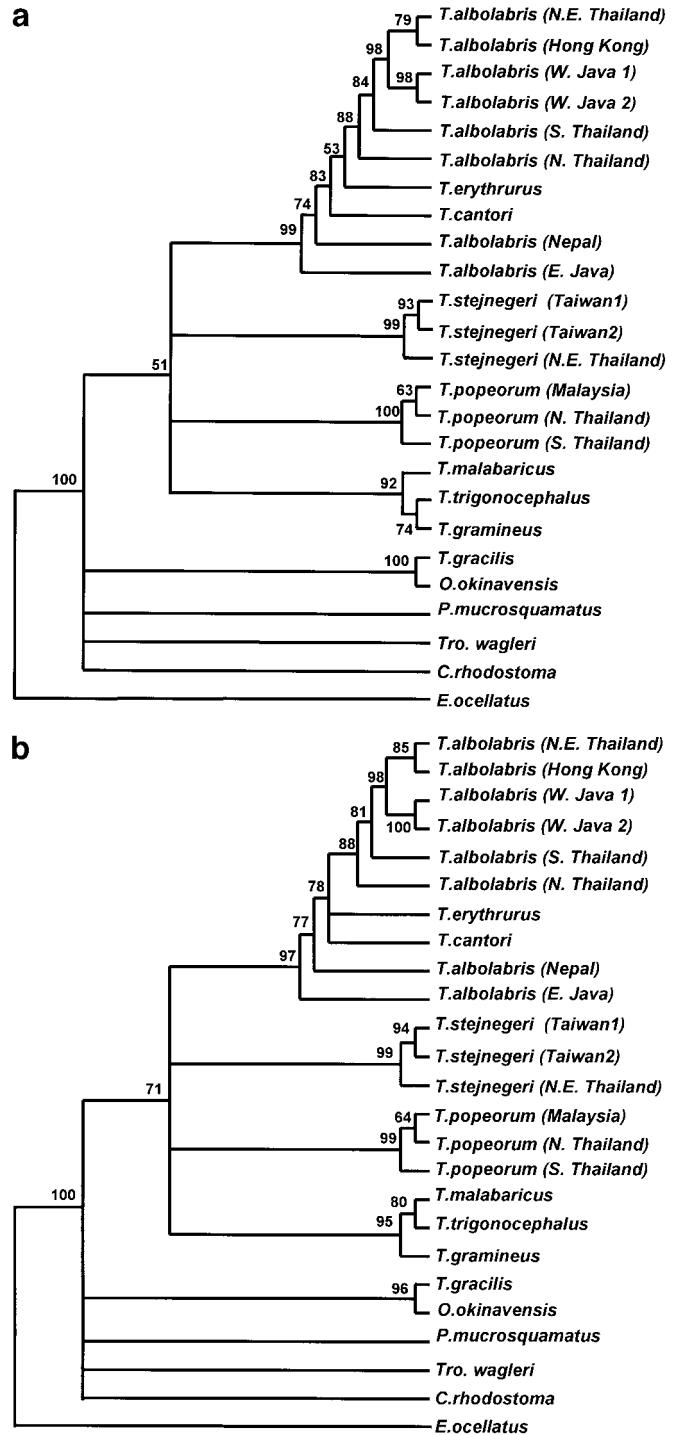 a
79 T.albolabris (N.E. Thailand)
T.albolabris (Hong Kong)
98
98 T.albolabris (W. Java 1)
T.albolabris (W. Java 2)
84
T.albolabris (S. Thailand)
88
T.albolabris (N. Thailand)
53
T.erythrurus
83
T.cantori
74
99
T.albolabris (Nepal)
T.albolabris (E. Java)
93 T.stejnegeri (Taiwan1)
99 T.stejnegeri (Taiwan2)
T.stejnegeri (N.E. Thailand)
51
63 T.popeorum (Malaysia)
100 T.popeorum (N. Thailand)
T.popeorum (S. Thailand)
T.malabaricus
92
100
T.trigonocephalus
74 T.gramineus
100 T.gracilis
O.okinavensis
P.mucrosquamatus
Tro. wagleri
C.rhodostoma
E.ocellatus
b
85 T.albolabris (N.E. Thailand)
T.albolabris (Hong Kong)
98
T.albolabris (W. Java 1)
81
100 T.albolabris (W. Java 2)
88
T.albolabris (S. Thailand)
T.albolabris (N. Thailand)
78
T.erythrurus
77
T.cantori
97
T.albolabris (Nepal)
T.albolabris (E. Java)
94 T.stejnegeri (Taiwan1)
99 T.stejnegeri (Taiwan2)
T.stejnegeri (N.E. Thailand)
71
64 T.popeorum (Malaysia)
99 T.popeorum (N. Thailand)
T.popeorum (S. Thailand)
100
80 T.malabaricus
95 T.trigonocephalus
T.gramineus
96 T.gracilis
O.okinavensis
P.mucrosquamatus
Tro. wagleri
C.rhodostoma
E.ocellatus